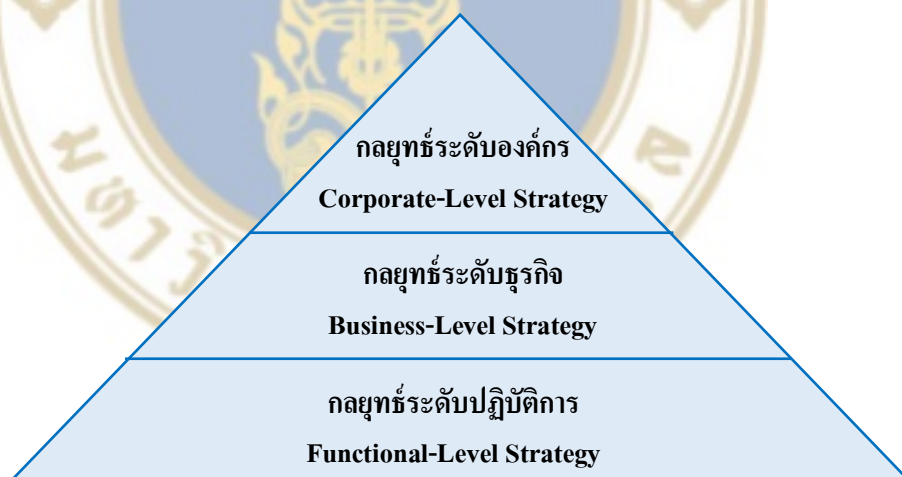 กลยุทธ์ระดับองค์กร
Corporate-Level Strategy
กลยุทธ์ระดับธุรกิจ
Business-Level Strategy
กลยุทธ์ระดับปฏิบัติการ
Functional-Level Strategy